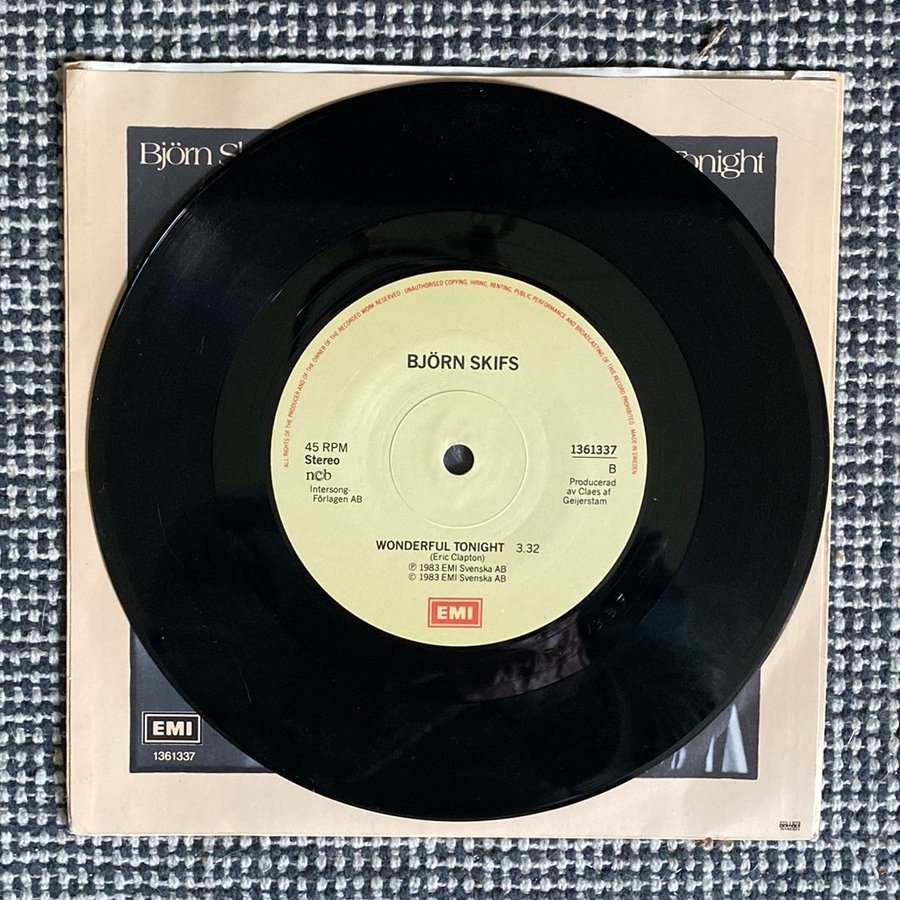 Björn
Tonight
ALL RIGHTS OF THE PRODUCER AND OF THE OWNER OF THE RECORDED WORK RESERVED · UNAUTHORISED COPYING, HIRING, RENTING, PUBLIC PERFORMANCE AND BROADCASTING OF THIS RECORD PROHIBITED · MADE IN SWEDEN
BJÖRN SKIFS
45 RPM
Stereo
ncb
Intersong-
Förlagen AB
1361337
B
Producerad
av Claes af
Geijerstam
WONDERFUL TONIGHT 3.32
(Eric Clapton)
Ⓟ 1983 EMI Svenska AB
© 1983 EMI Svenska AB
EMI
EMI
1361337